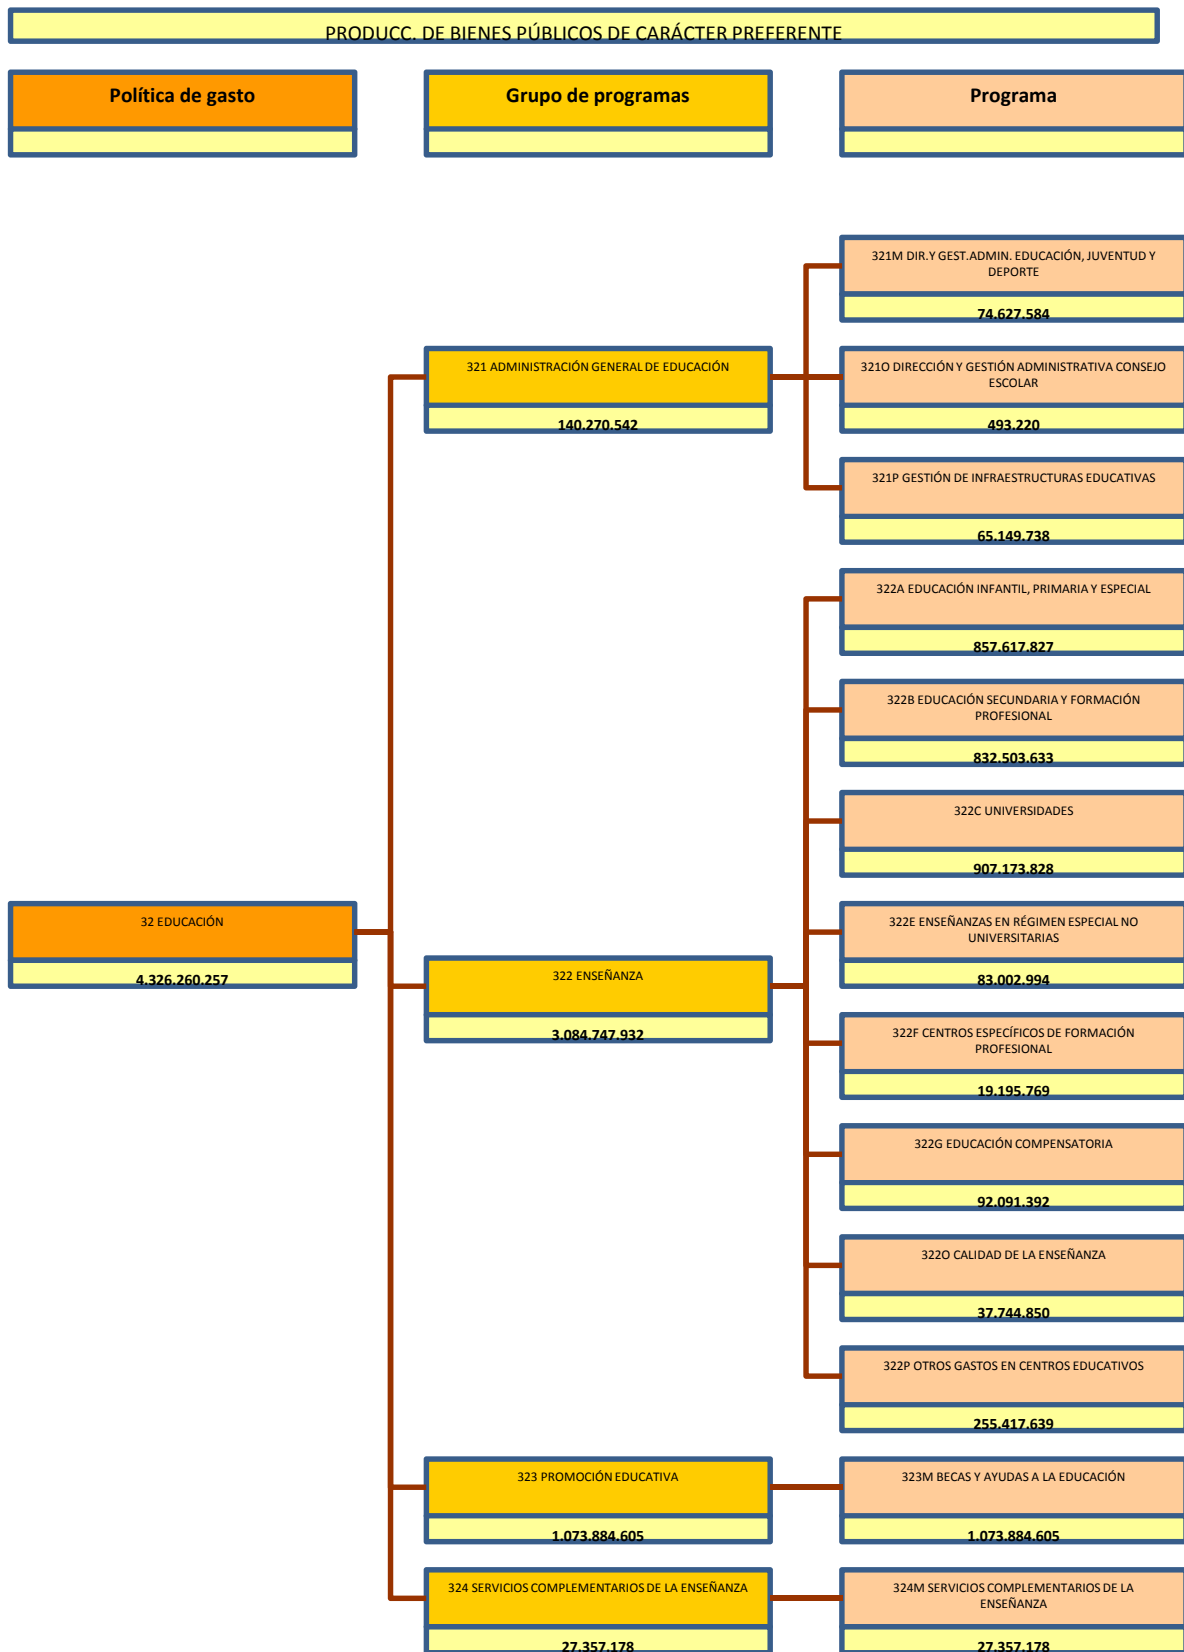 PRODUCC. DE BIENES PÚBLICOS DE CARÁCTER PREFERENTE
Política de gasto
Grupo de programas
Programa
321M DIR.Y GEST.ADMIN. EDUCACIÓN, JUVENTUD Y
DEPORTE
74.627.584
321 ADMINISTRACIÓN GENERAL DE EDUCACIÓN
140.270.542
321O DIRECCIÓN Y GESTIÓN ADMINISTRATIVA CONSEJO
ESCOLAR
493.220
321P GESTIÓN DE INFRAESTRUCTURAS EDUCATIVAS
65.149.738
322A EDUCACIÓN INFANTIL, PRIMARIA Y ESPECIAL
857.617.827
322B EDUCACIÓN SECUNDARIA Y FORMACIÓN
PROFESIONAL
832.503.633
322C UNIVERSIDADES
907.173.828
32 EDUCACIÓN
4.326.260.257
322E ENSEÑANZAS EN RÉGIMEN ESPECIAL NO
UNIVERSITARIAS
83.002.994
322 ENSEÑANZA
3.084.747.932
322F CENTROS ESPECÍFICOS DE FORMACIÓN
PROFESIONAL
19.195.769
322G EDUCACIÓN COMPENSATORIA
92.091.392
322O CALIDAD DE LA ENSEÑANZA
37.744.850
322P OTROS GASTOS EN CENTROS EDUCATIVOS
255.417.639
323 PROMOCIÓN EDUCATIVA
1.073.884.605
323M BECAS Y AYUDAS A LA EDUCACIÓN
1.073.884.605
324 SERVICIOS COMPLEMENTARIOS DE LA ENSEÑANZA
27.357.178
324M SERVICIOS COMPLEMENTARIOS DE LA
ENSEÑANZA
27.357.178